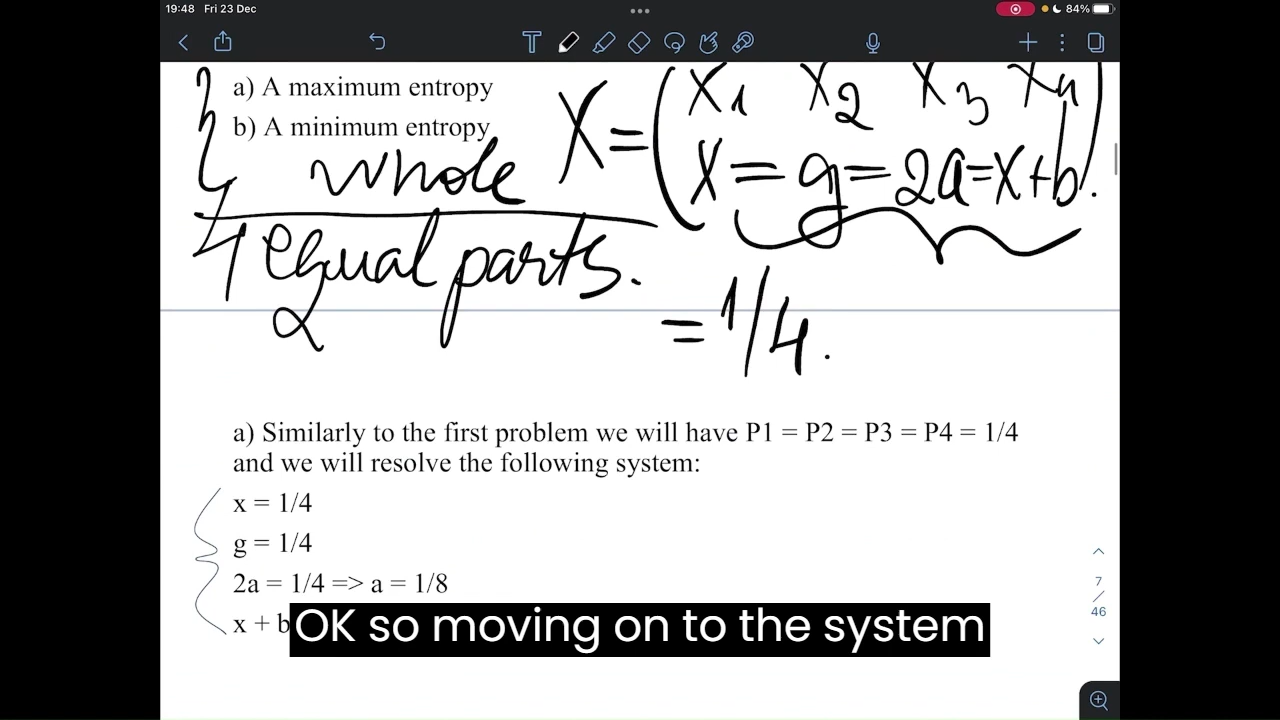 19:48 Fri 23 Dec
84%
a) A maximum entropy
b) A minimum entropy
X = ( x1 x2 x3 x4 )
x = g = 2a = x + b
whole
4 equal parts.
= 1/4.
a) Similarly to the first problem we will have P1 = P2 = P3 = P4 = 1/4
and we will resolve the following system:
x = 1/4
g = 1/4
2a = 1/4 => a = 1/8
x + b
OK so moving on to the system
7
/
46